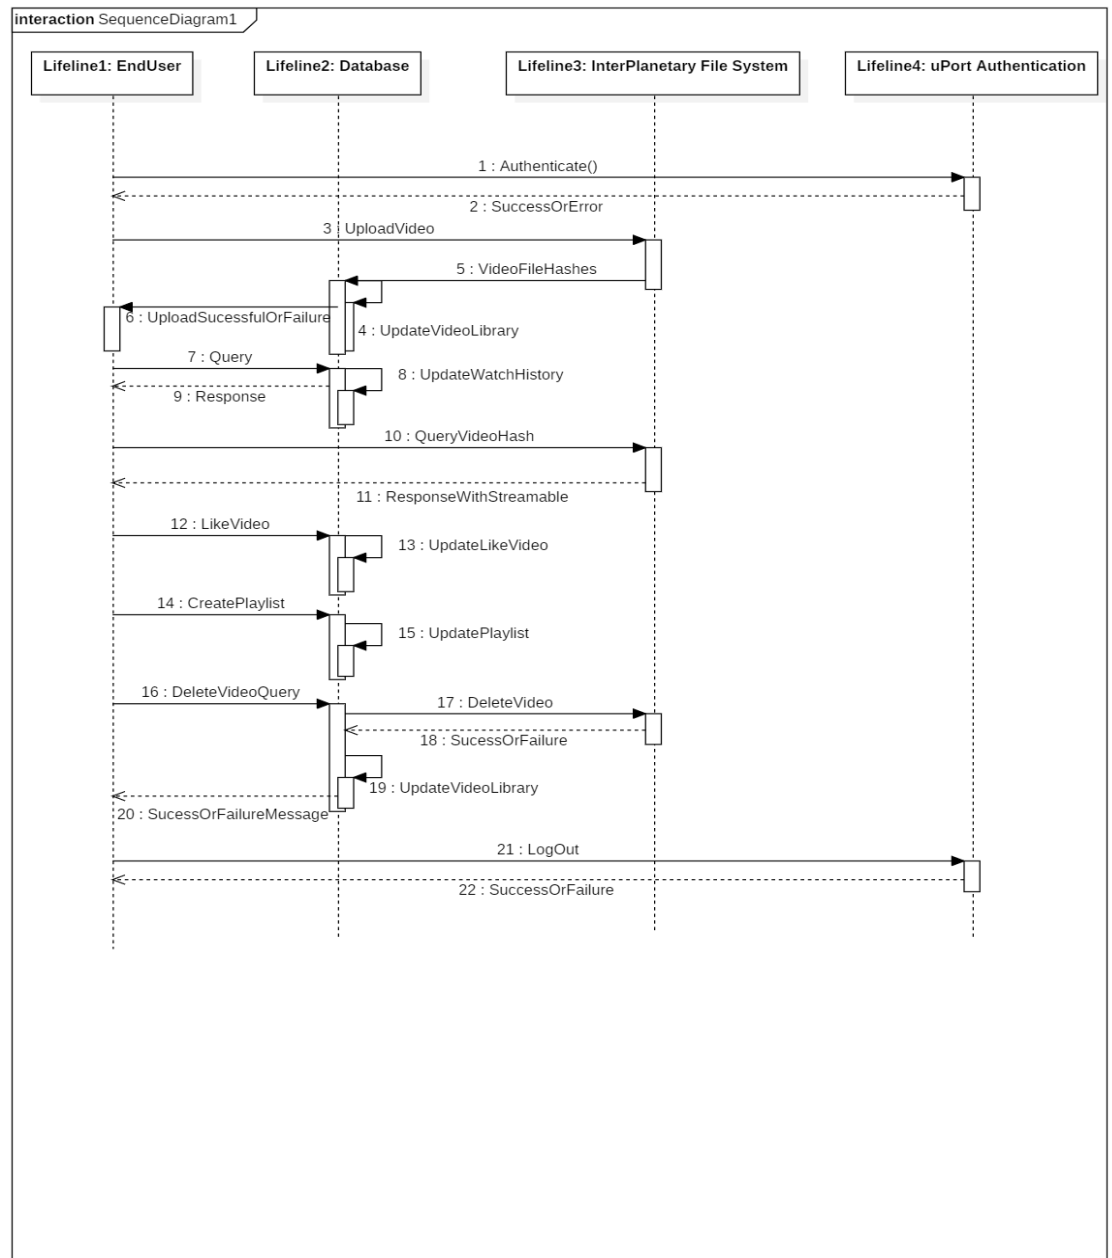 interaction SequenceDiagram1
Lifeline1: EndUser
Lifeline2: Database
Lifeline3: InterPlanetary File System
Lifeline4: uPort Authentication
1 : Authenticate()
2 : SuccessOrError
3 : UploadVideo
5 : VideoFileHashes
6 : UploadSucessfulOrFailure
4 : UpdateVideoLibrary
7 : Query
8 : UpdateWatchHistory
9 : Response
10 : QueryVideoHash
11 : ResponseWithStreamable
12 : LikeVideo
13 : UpdateLikeVideo
14 : CreatePlaylist
15 : UpdatePlaylist
16 : DeleteVideoQuery
17 : DeleteVideo
18 : SucessOrFailure
19 : UpdateVideoLibrary
20 : SucessOrFailureMessage
21 : LogOut
22 : SuccessOrFailure